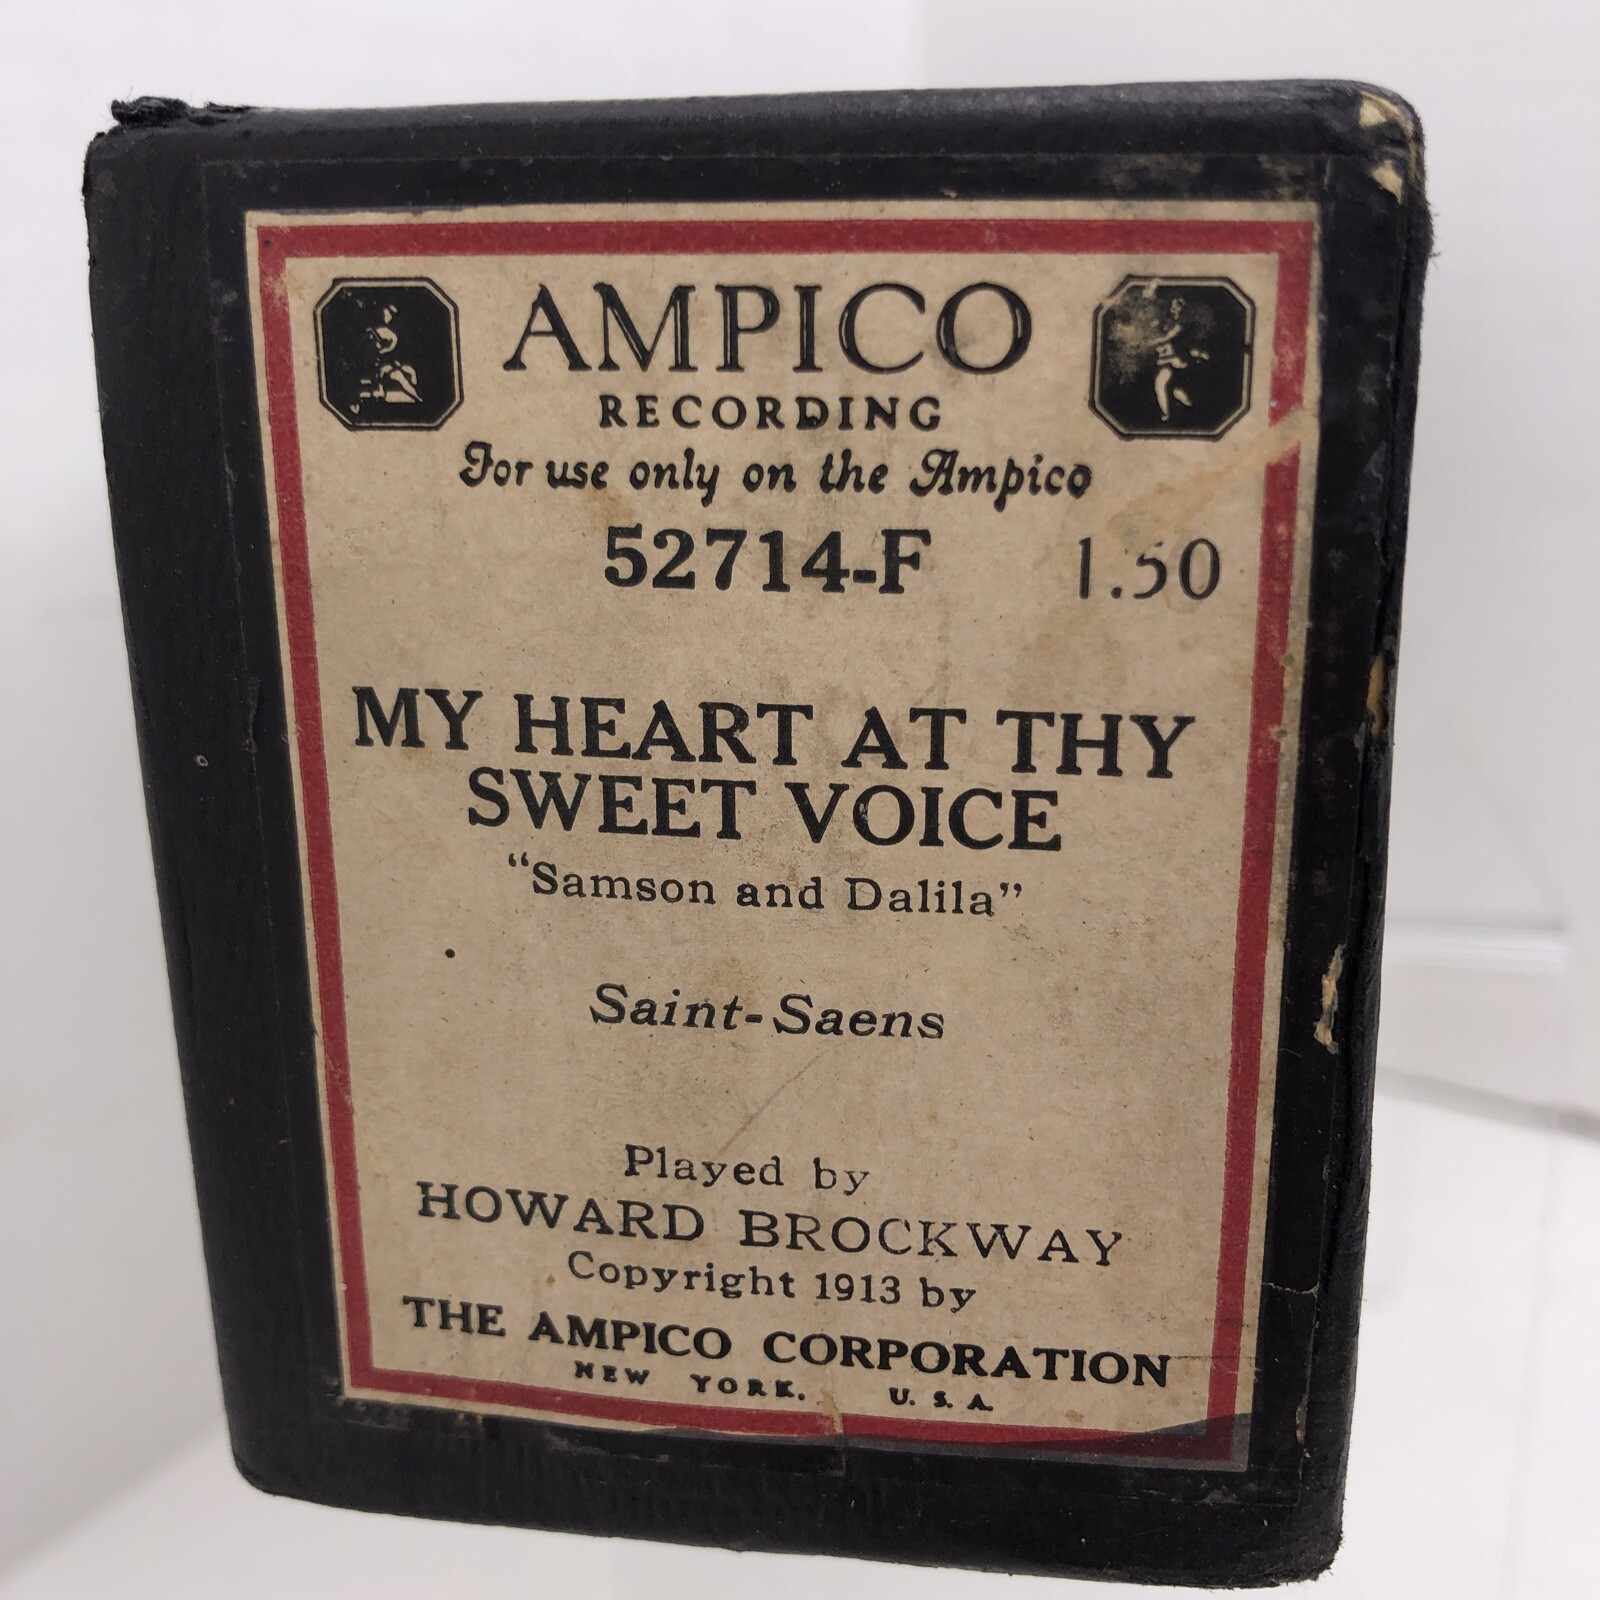 AMPICO
RECORDING
For use only on the Ampico
52714-F 1.50
MY HEART AT THY
SWEET VOICE
"Samson and Dalila"
Saint-Saens
Played by
HOWARD BROCKWAY
Copyright 1913 by
THE AMPICO CORPORATION
NEW YORK. U. S. A.